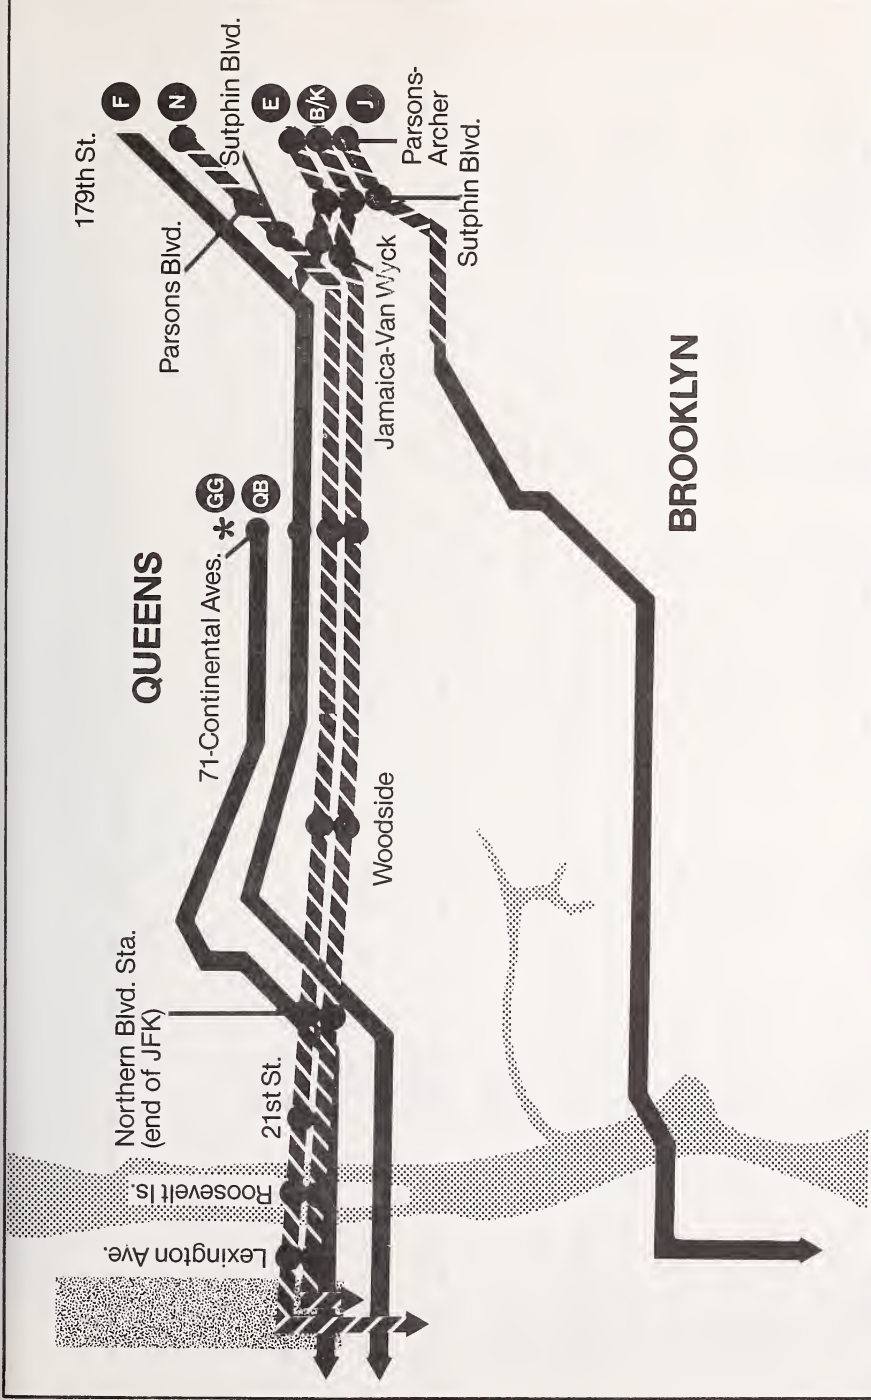 179th St.
F
N
Sutphin Blvd.
E
B/K
J
Parsons-
Archer
Sutphin Blvd.
Parsons Blvd.
Jamaica-Van Wyck
QUEENS
71-Continental Aves.
* GG
QB
BROOKLYN
Woodside
Northern Blvd. Sta.
(end of JFK)
21st St.
Roosevelt Is.
Lexington Ave.